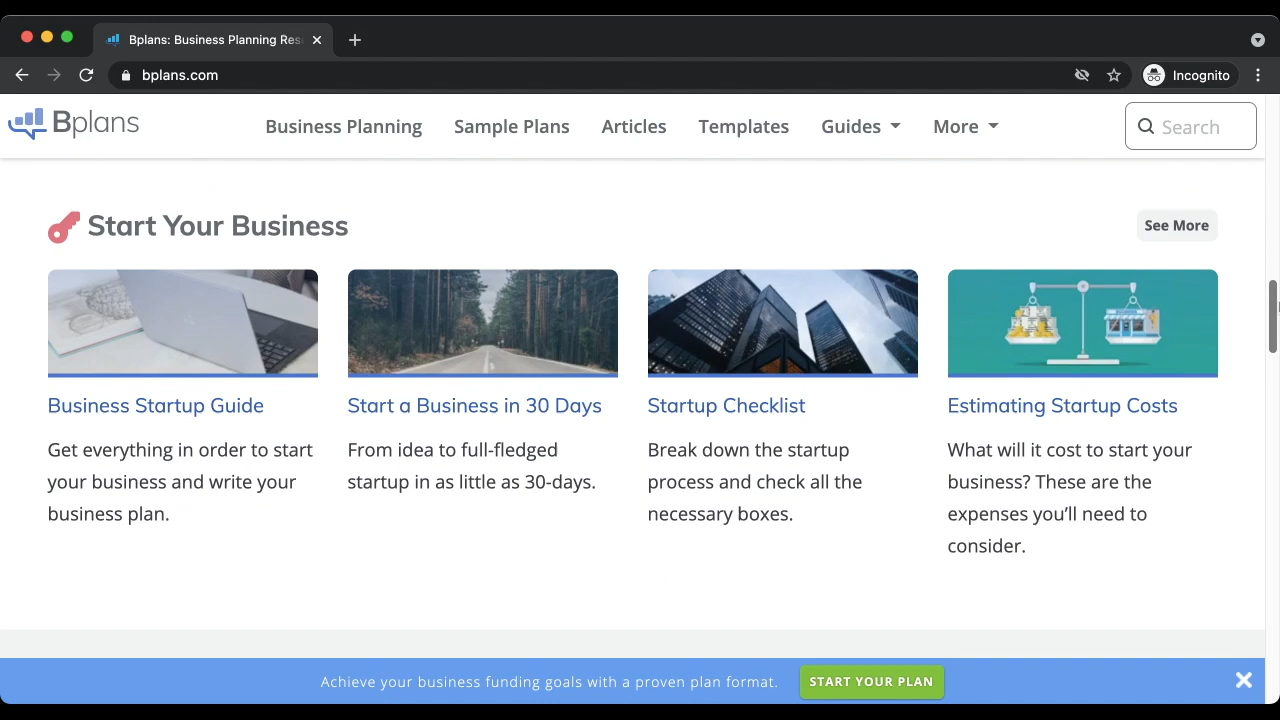 Bplans: Business Planning Res
bplans.com
Incognito
Bplans
Business Planning
Sample Plans
Articles
Templates
Guides
More
Search
Start Your Business
See More
Business Startup Guide
Get everything in order to start
your business and write your
business plan.
Start a Business in 30 Days
From idea to full-fledged
startup in as little as 30-days.
Startup Checklist
Break down the startup
process and check all the
necessary boxes.
Estimating Startup Costs
What will it cost to start your
business? These are the
expenses you’ll need to
consider.
Achieve your business funding goals with a proven plan format.
START YOUR PLAN